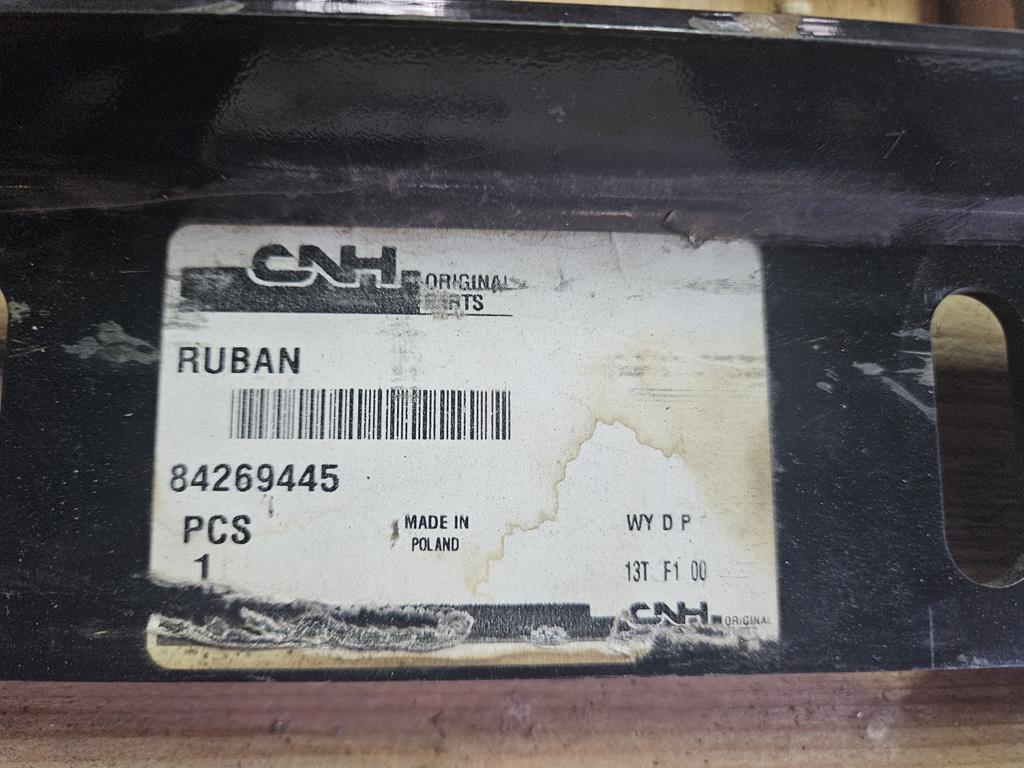 CNH ORIGINAL
PARTS
RUBAN
84269445
PCS
1
MADE IN
POLAND
WY D P
13T F1 00
CNH ORIGINAL